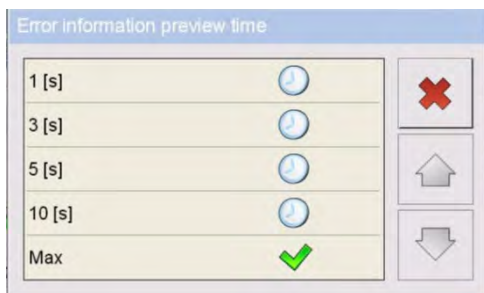 Error information preview time
1 [s]
3 [s]
5 [s]
10 [s]
Max